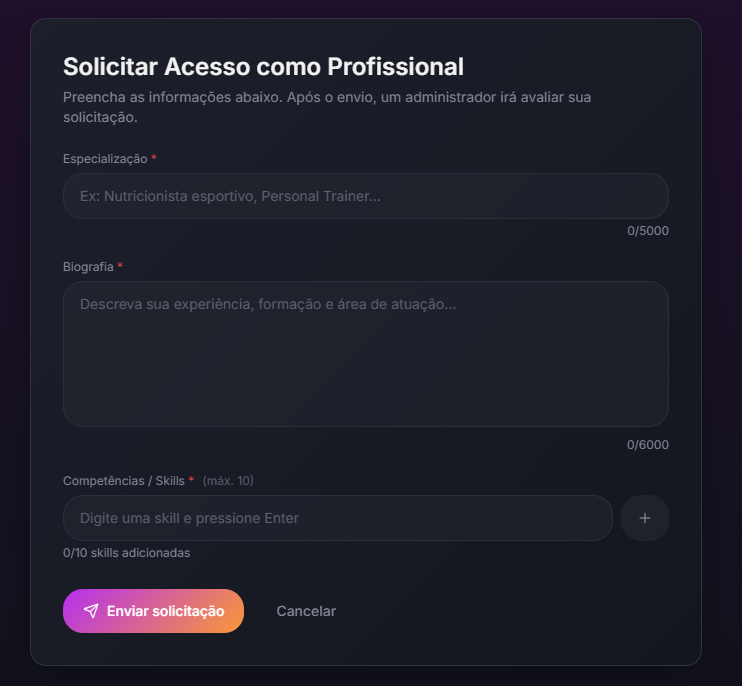 Solicitar Acesso como Profissional
Preencha as informações abaixo. Após o envio, um administrador irá avaliar sua
solicitação.
Especialização *
Ex: Nutricionista esportivo, Personal Trainer...
0/5000
Biografia *
Descreva sua experiência, formação e área de atuação...
0/6000
Competências / Skills * (máx. 10)
Digite uma skill e pressione Enter
+
0/10 skills adicionadas
Enviar solicitação
Cancelar